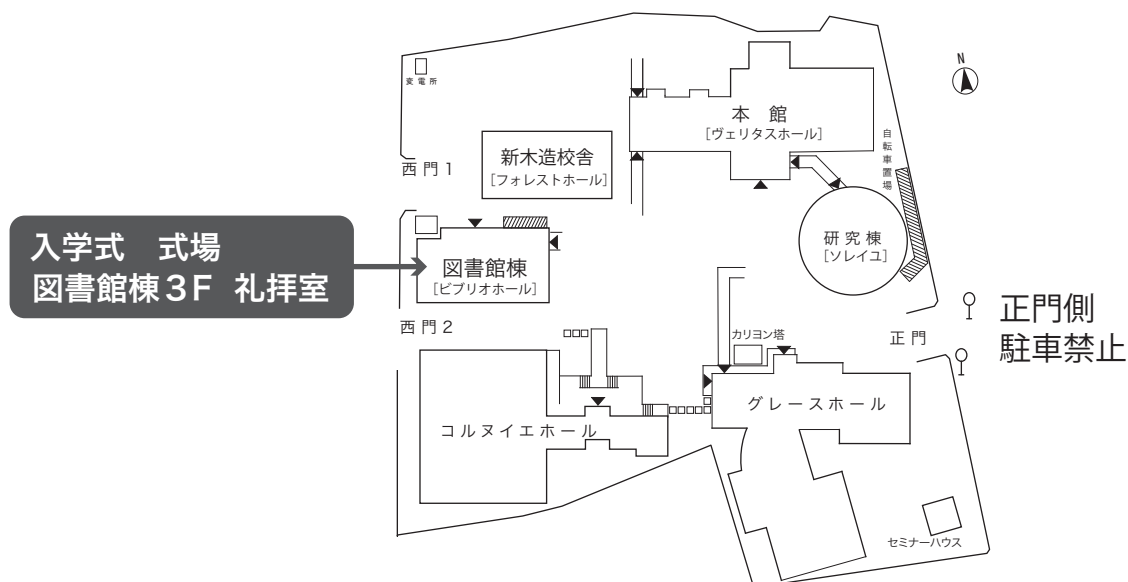 N
変電所
本館
[ヴェリタスホール]
自転車置場
新木造校舎
[フォレストホール]
西門1
入学式 式場
図書館棟3F 礼拝室
図書館棟
[ビブリオホール]
研究棟
[ソレイユ]
正門側
駐車禁止
西門2
カリヨン塔
正門
グレースホール
コルヌイエホール
セミナーハウス